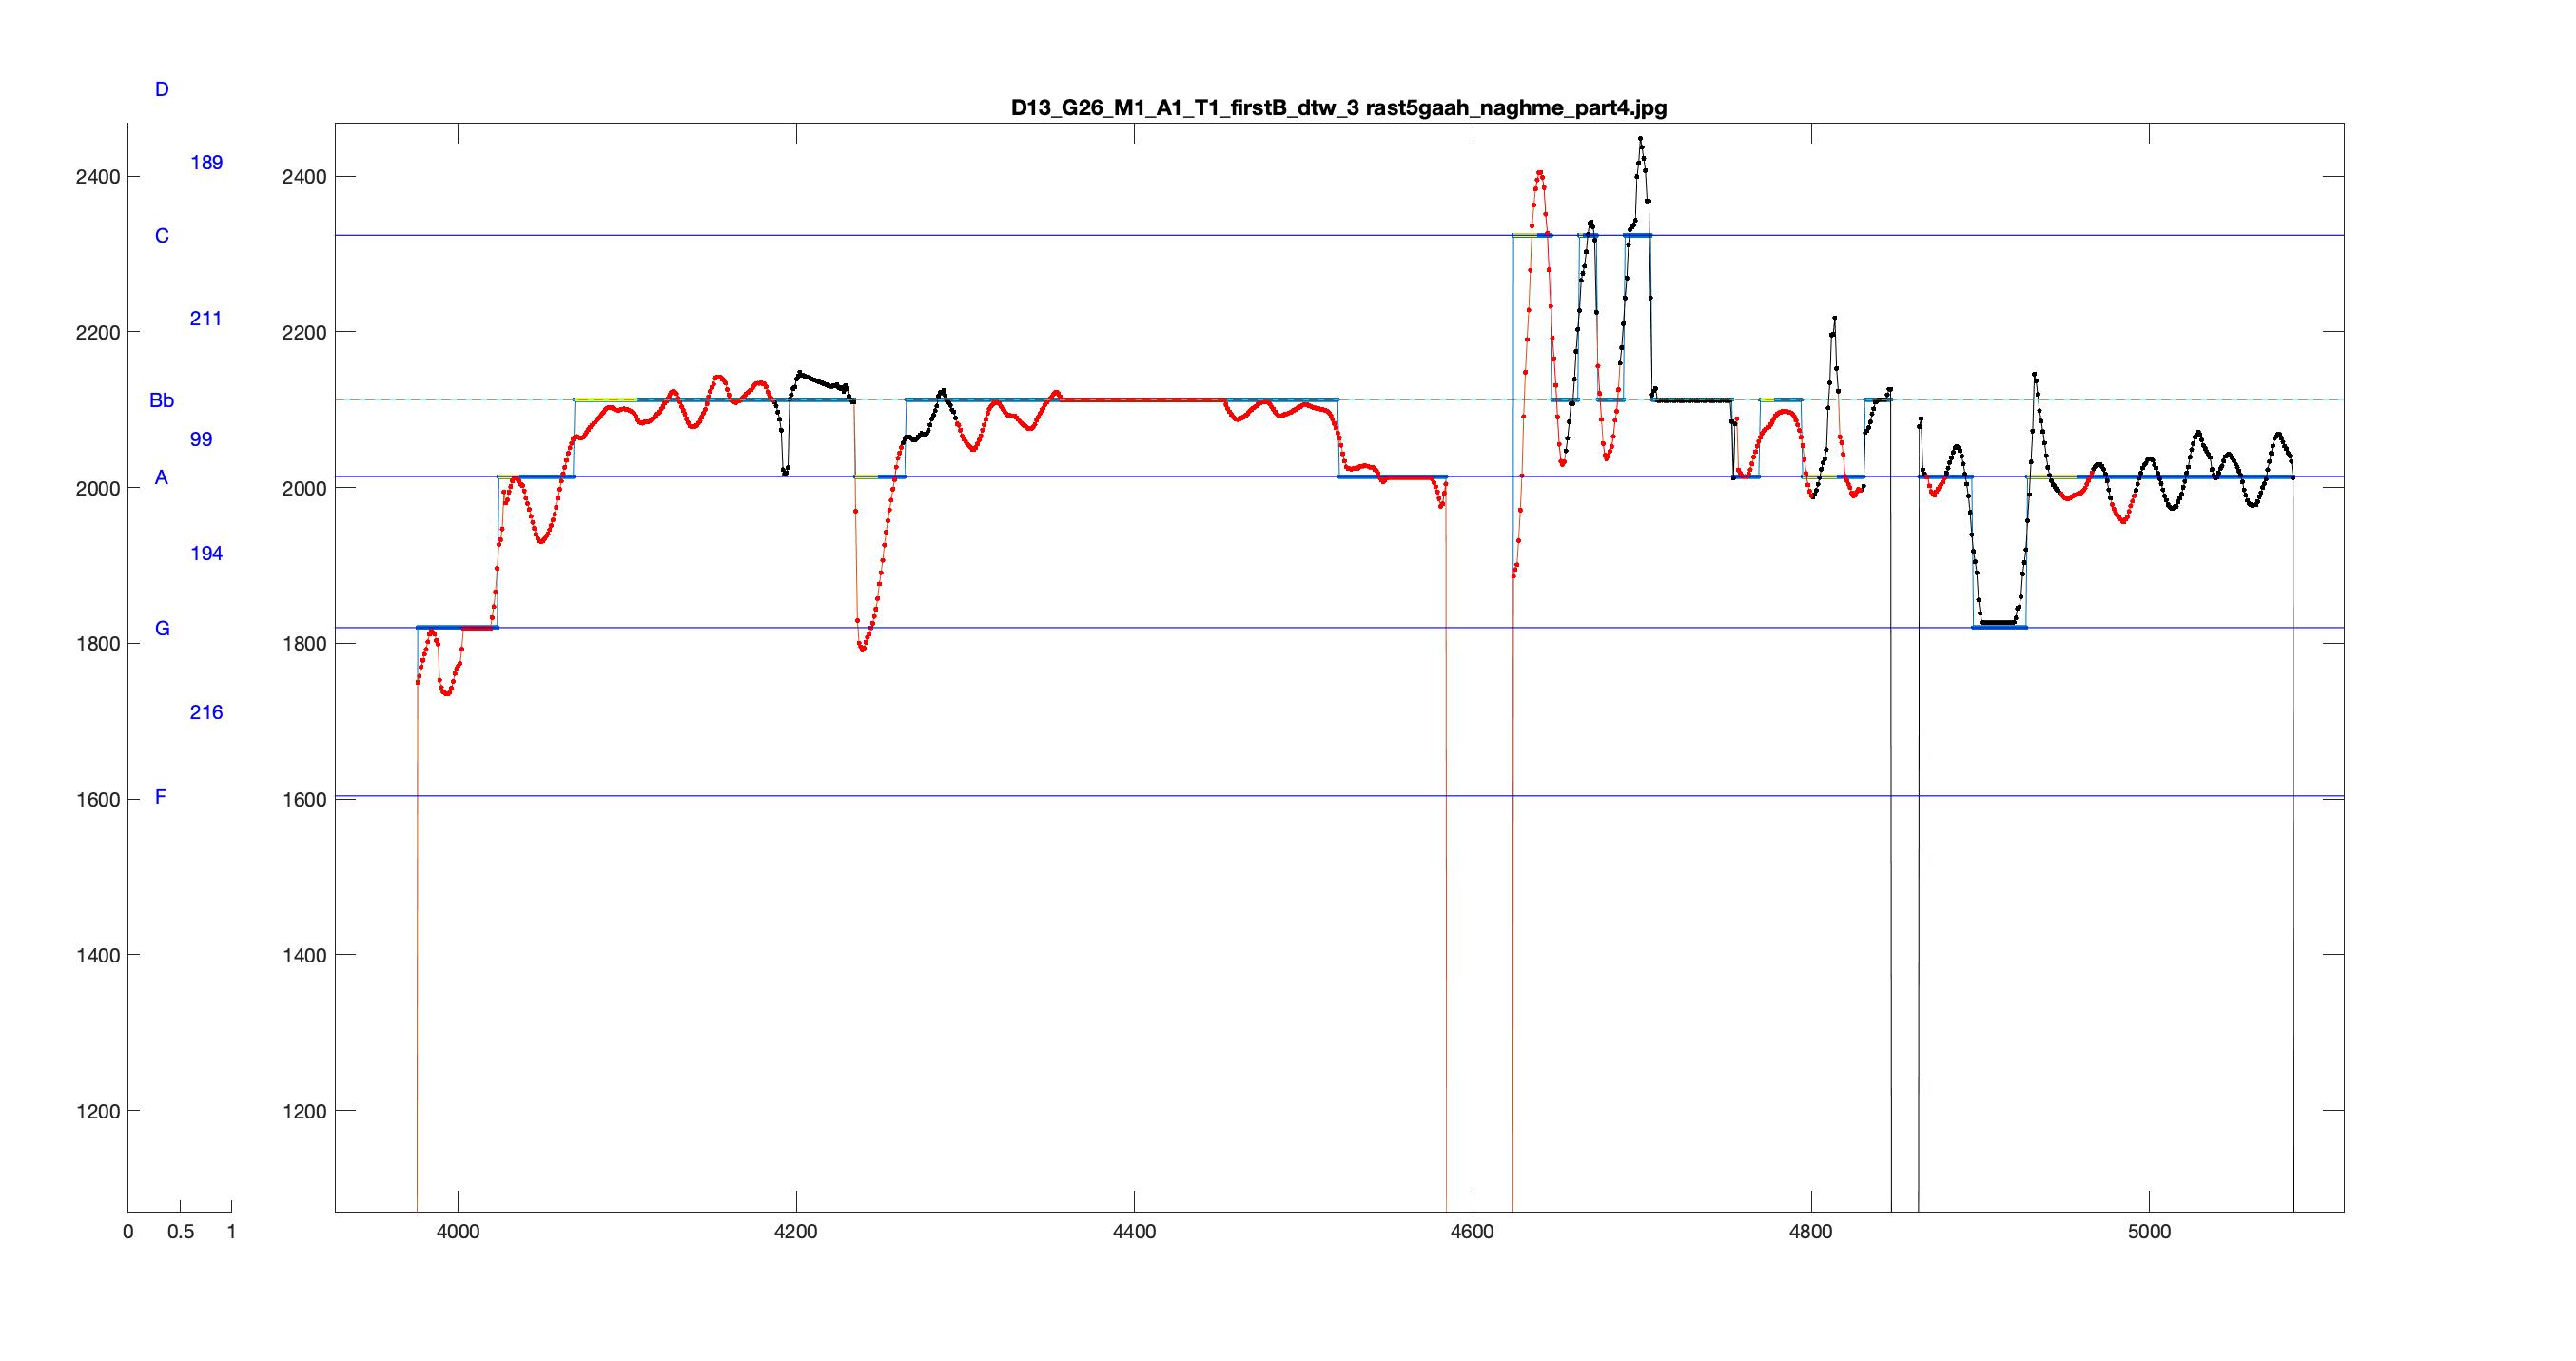 D13_G26_M1_A1_T1_firstB_dtw_3 rast5gaah_naghme_part4.jpg
D
189
2400 2400
C
211
2200 2200
Bb
99
A
2000 2000
194
G
1800 1800
216
F
1600 1600
1400 1400
1200 1200
0 0.5 1 4000 4200 4400 4600 4800 5000